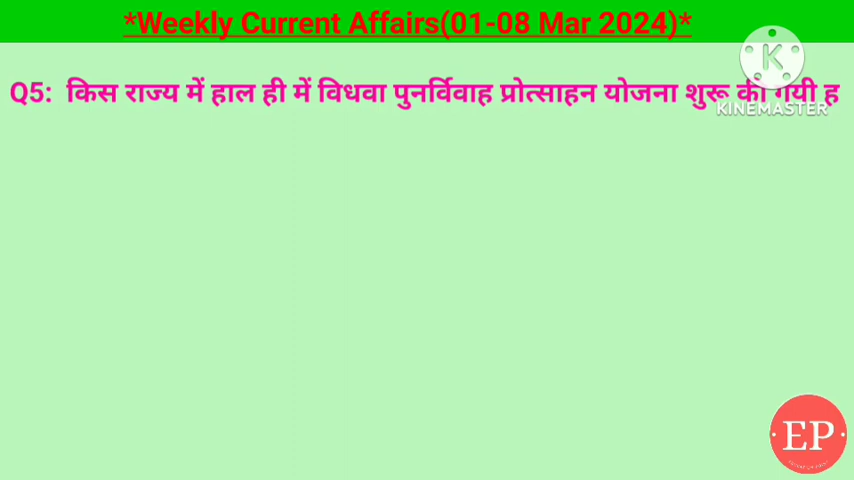 *Weekly Current Affairs(01-08 Mar 2024)*
K
Q5: किस राज्य में हाल ही में विधवा पुनर्विवाह प्रोत्साहन योजना शुरू की गयी ह
KINEMASTER
EP